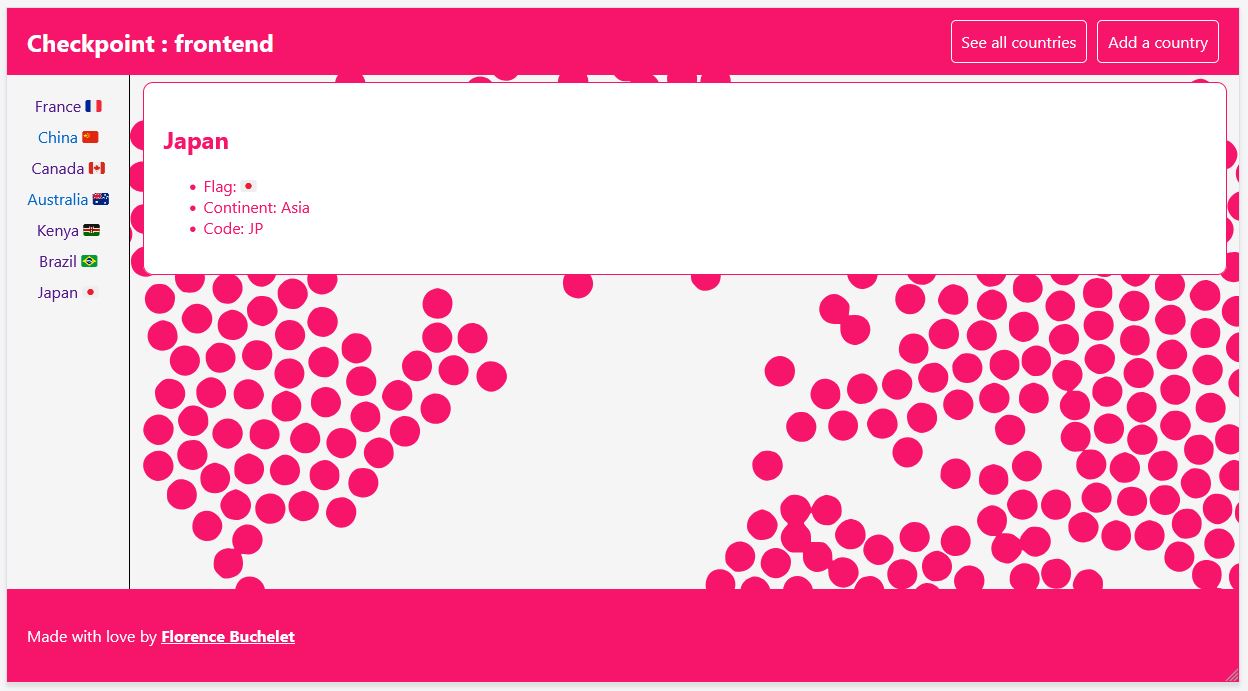 Checkpoint : frontend
See all countries
Add a country
France 🇫🇷
China 🇨🇳
Canada 🇨🇦
Australia 🇦🇺
Kenya 🇰🇪
Brazil 🇧🇷
Japan 🇯🇵
Japan
• Flag: 🇯🇵
• Continent: Asia
• Code: JP
Made with love by Florence Buchelet